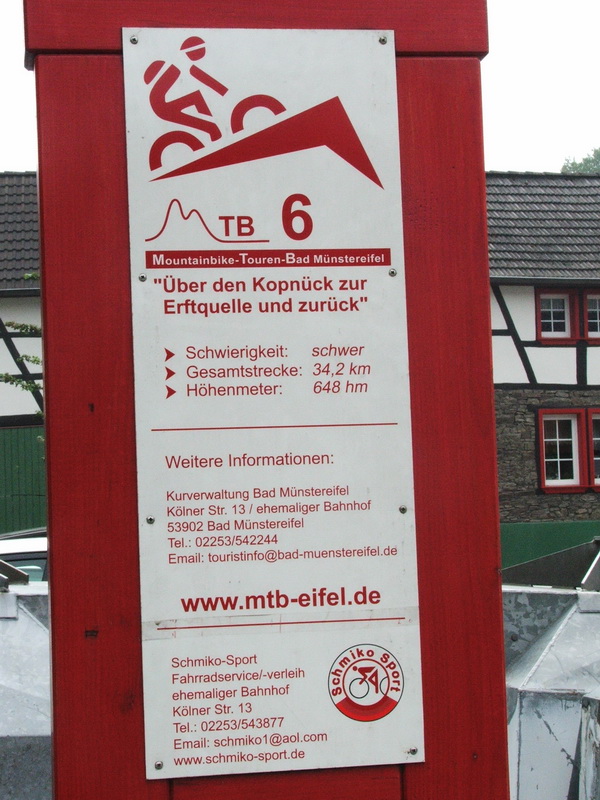 TB 6
Mountainbike-Touren-Bad Münstereifel
"Über den Kopnück zur
Erftquelle und zurück"
Schwierigkeit: schwer
Gesamtstrecke: 34,2 km
Höhenmeter: 648 hm
Weitere Informationen:
Kurverwaltung Bad Münstereifel
Kölner Str. 13 / ehemaliger Bahnhof
53902 Bad Münstereifel
Tel.: 02253/542244
Email: touristinfo@bad-muenstereifel.de
www.mtb-eifel.de
Schmiko-Sport
Fahrradservice/-verleih
ehemaliger Bahnhof
Kölner Str. 13
Tel.: 02253/543877
Email: schmiko1@aol.com
www.schmiko-sport.de
Schmiko Sport